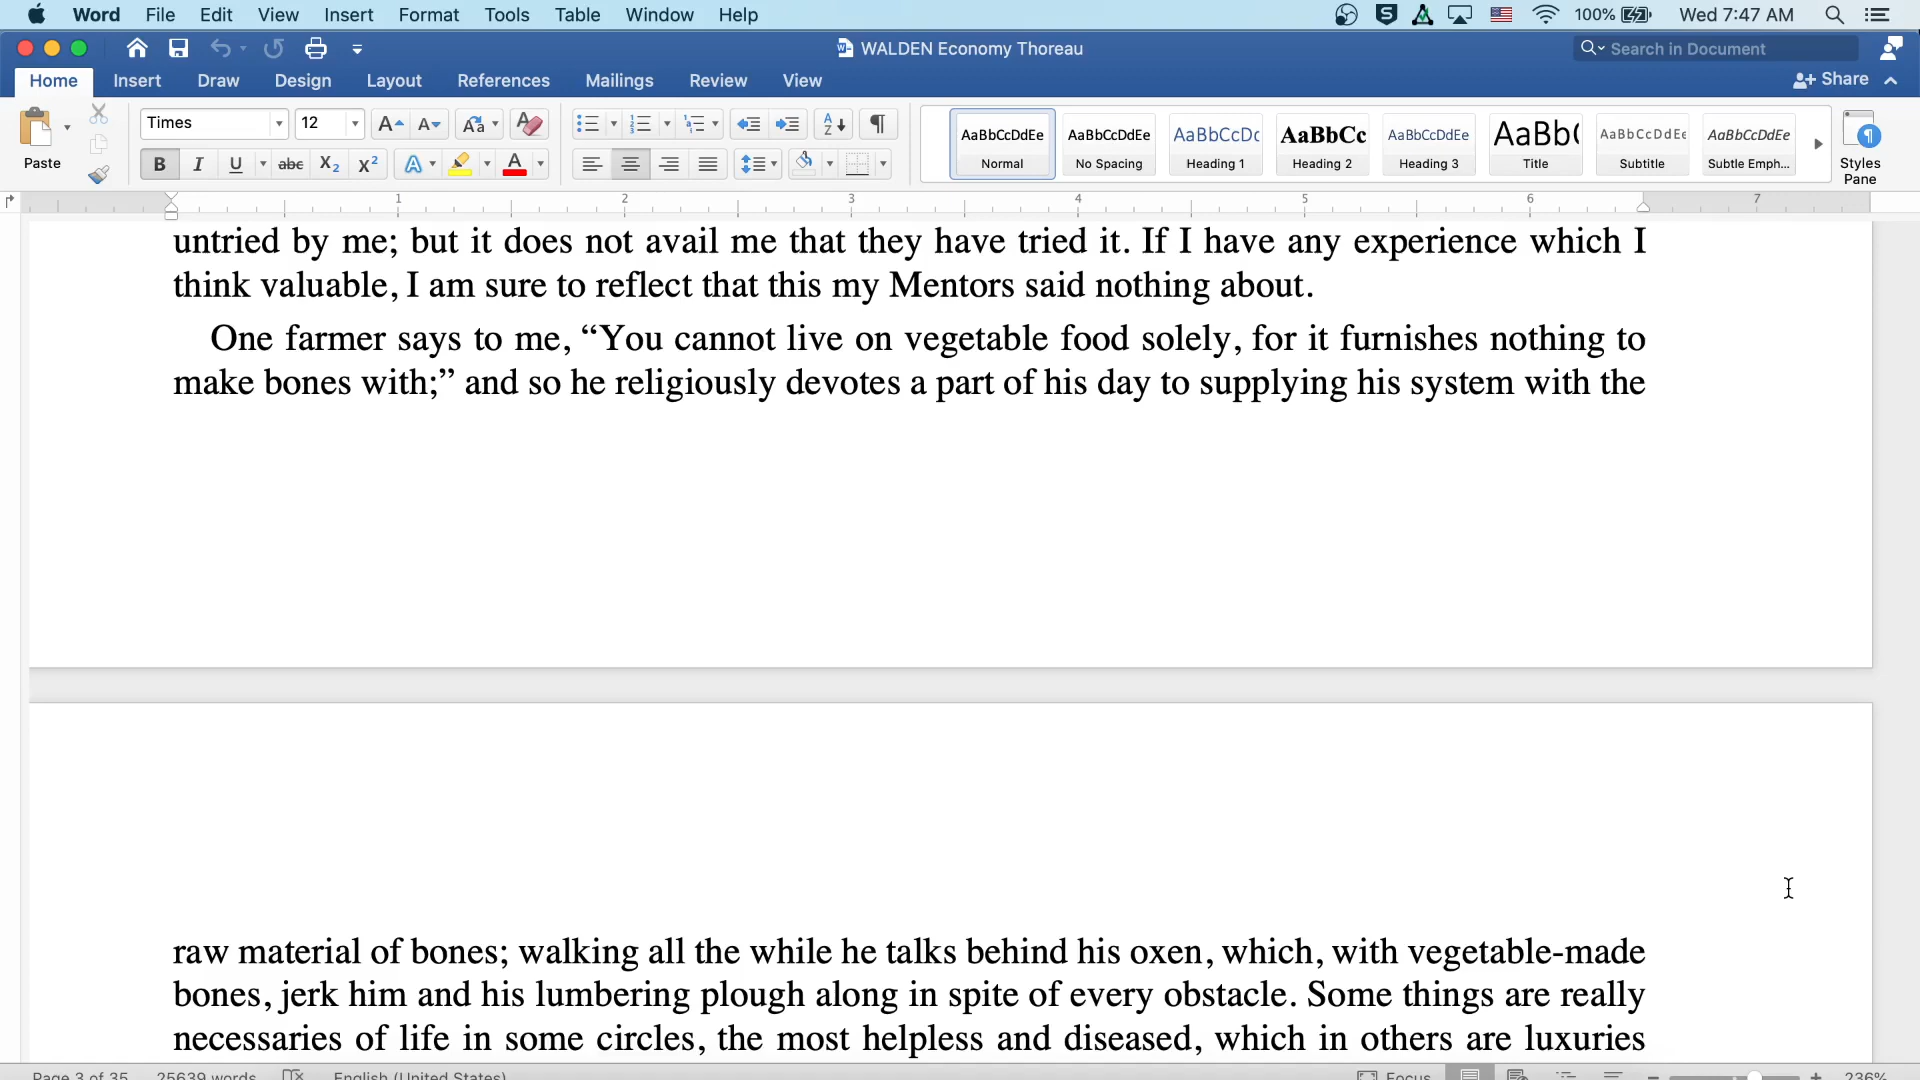 Word File Edit View Insert Format Tools Table Window Help 100% Wed 7:47 AM
WALDEN Economy Thoreau Search in Document
Home Insert Draw Design Layout References Mailings Review View Share
Paste Times 12 AaBbCcDdEe AaBbCcDdEe AaBbCcDc AaBbCc AaBbCcDdEe AaBb( AaBbCcDdEe AaBbCcDdEe
B I U abc X2 X2 A A Normal No Spacing Heading 1 Heading 2 Heading 3 Title Subtitle Subtle Emph... Styles Pane
1 2 3 4 5 6 7
untried by me; but it does not avail me that they have tried it. If I have any experience which I
think valuable, I am sure to reflect that this my Mentors said nothing about.
One farmer says to me, “You cannot live on vegetable food solely, for it furnishes nothing to
make bones with;” and so he religiously devotes a part of his day to supplying his system with the
raw material of bones; walking all the while he talks behind his oxen, which, with vegetable-made
bones, jerk him and his lumbering plough along in spite of every obstacle. Some things are really
necessaries of life in some circles, the most helpless and diseased, which in others are luxuries
Page 3 of 35 25639 words English (United States) Focus 236%